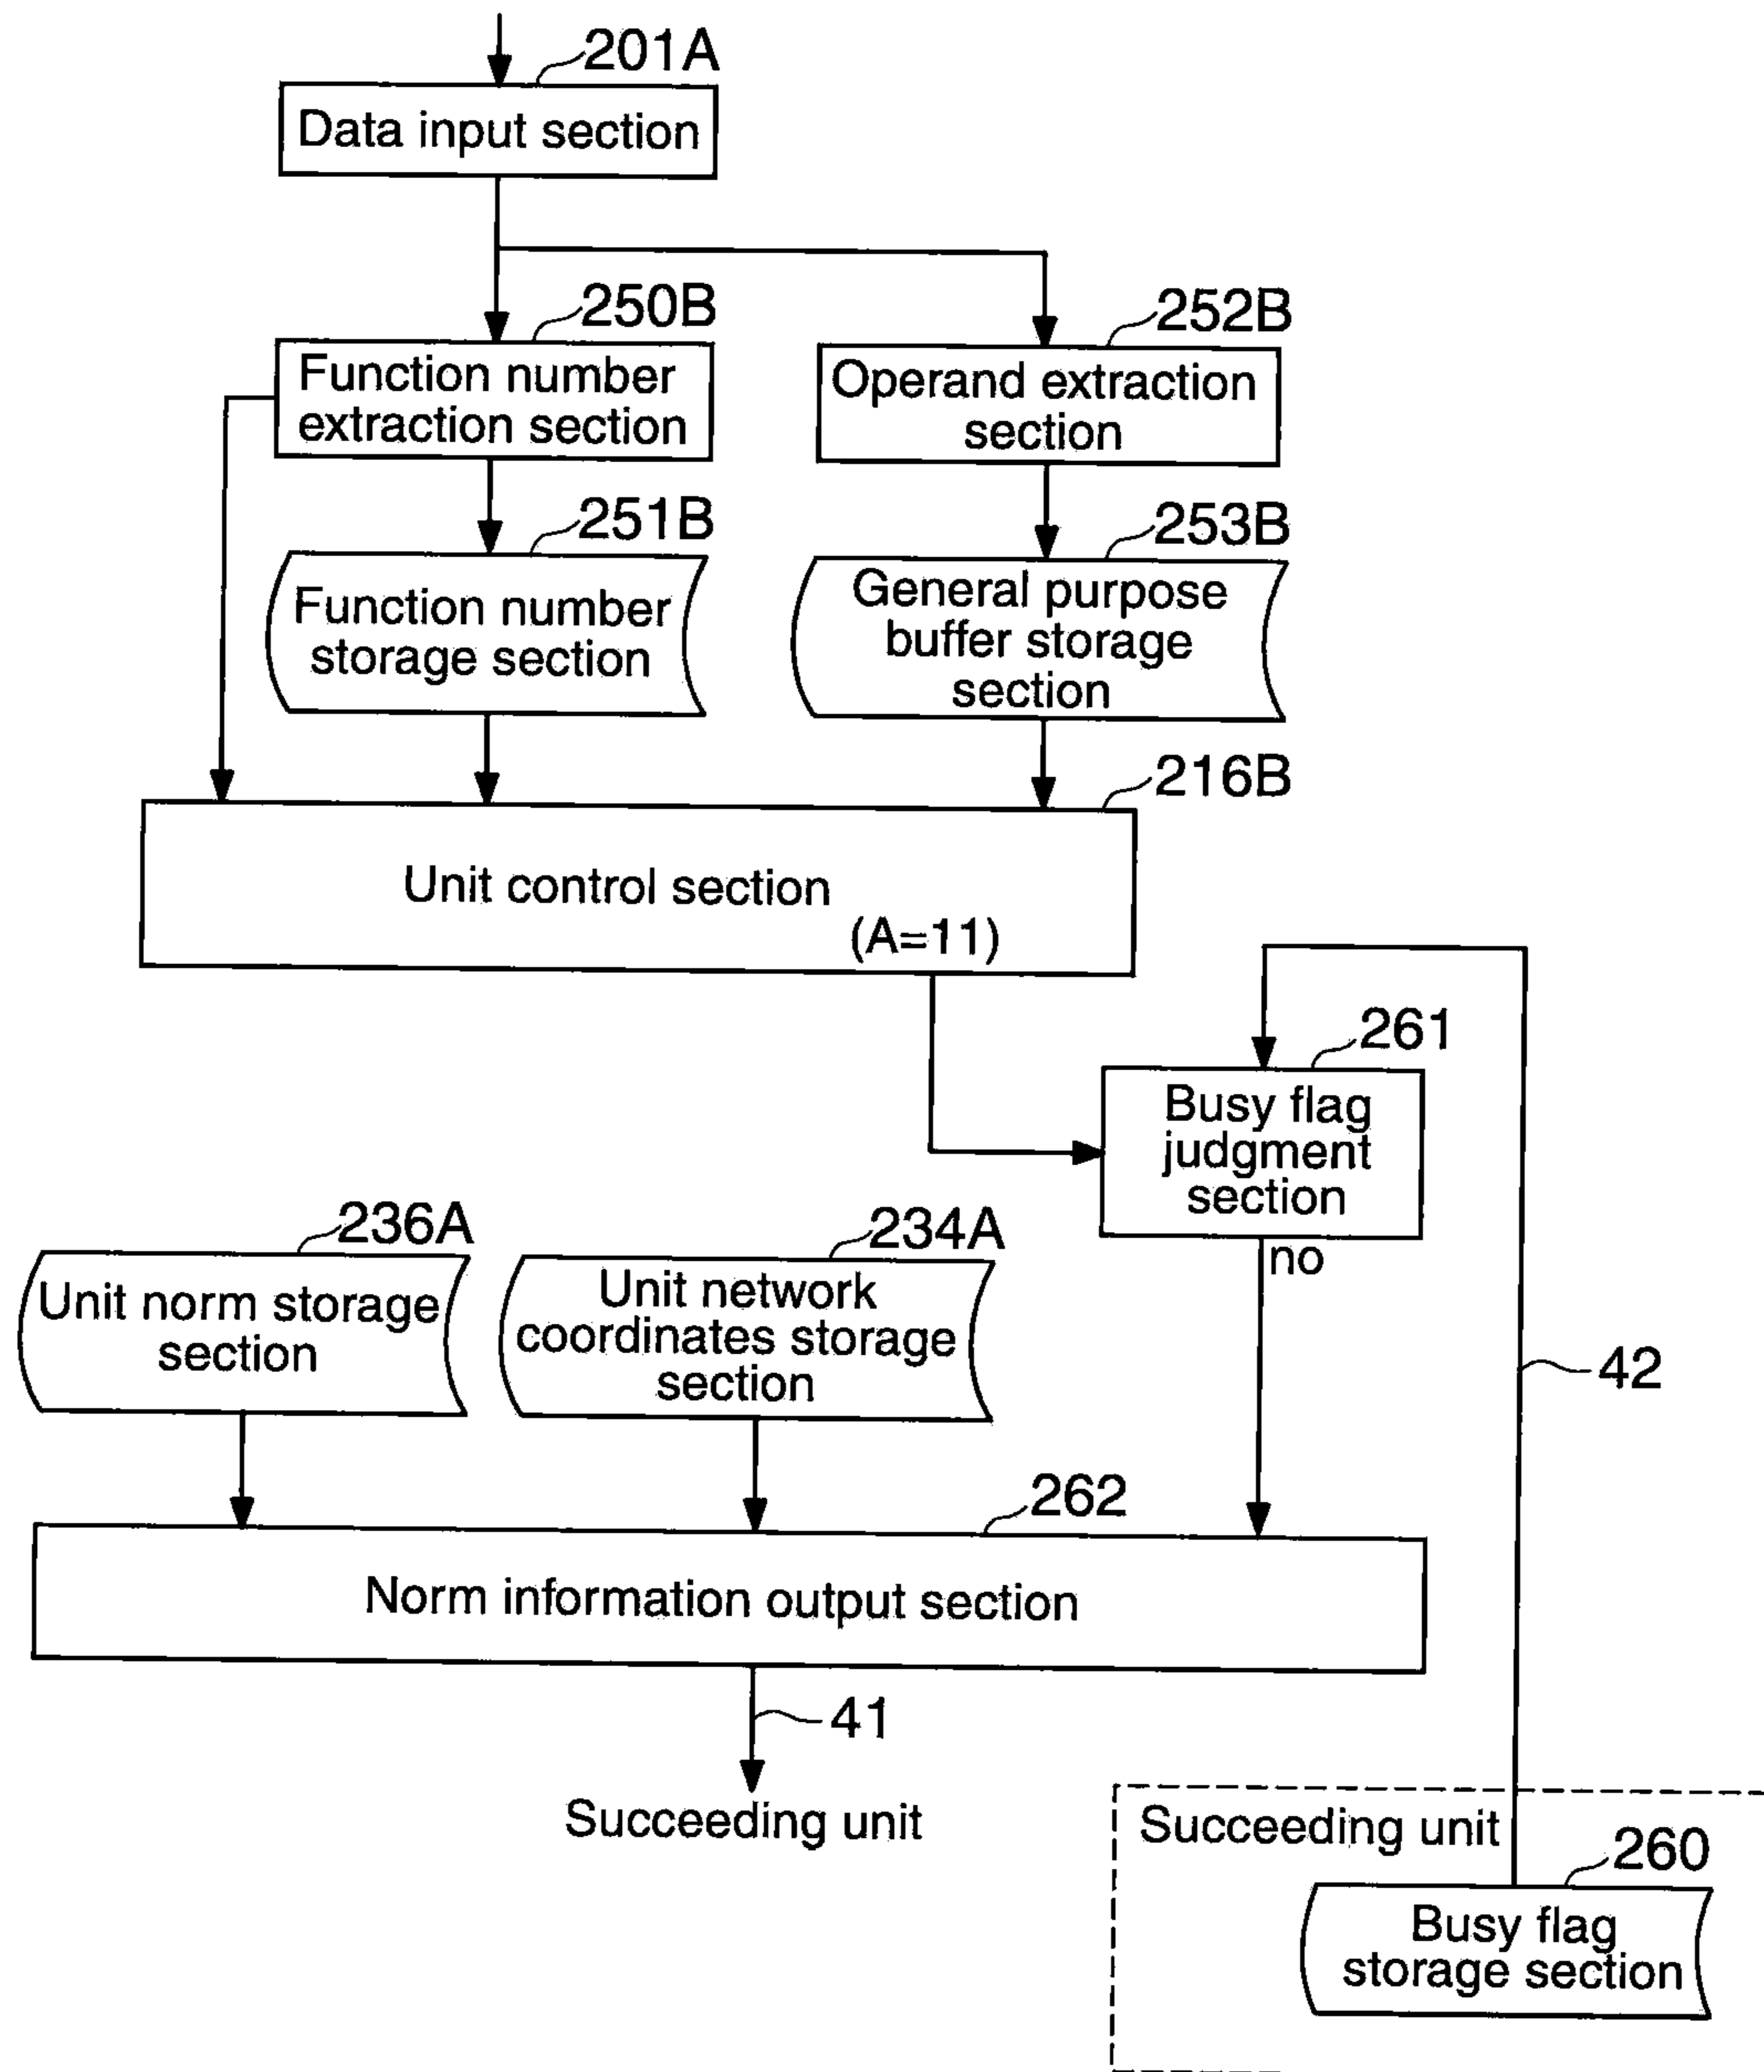 201A
Data input section
250B
Function number
extraction section
252B
Operand extraction
section
251B
Function number
storage section
253B
General purpose
buffer storage
section
216B
Unit control section
(A=11)
261
Busy flag
judgment
section
no
236A
Unit norm storage
section
234A
Unit network
coordinates storage
section
42
262
Norm information output section
41
Succeeding unit
Succeeding unit
260
Busy flag
storage section